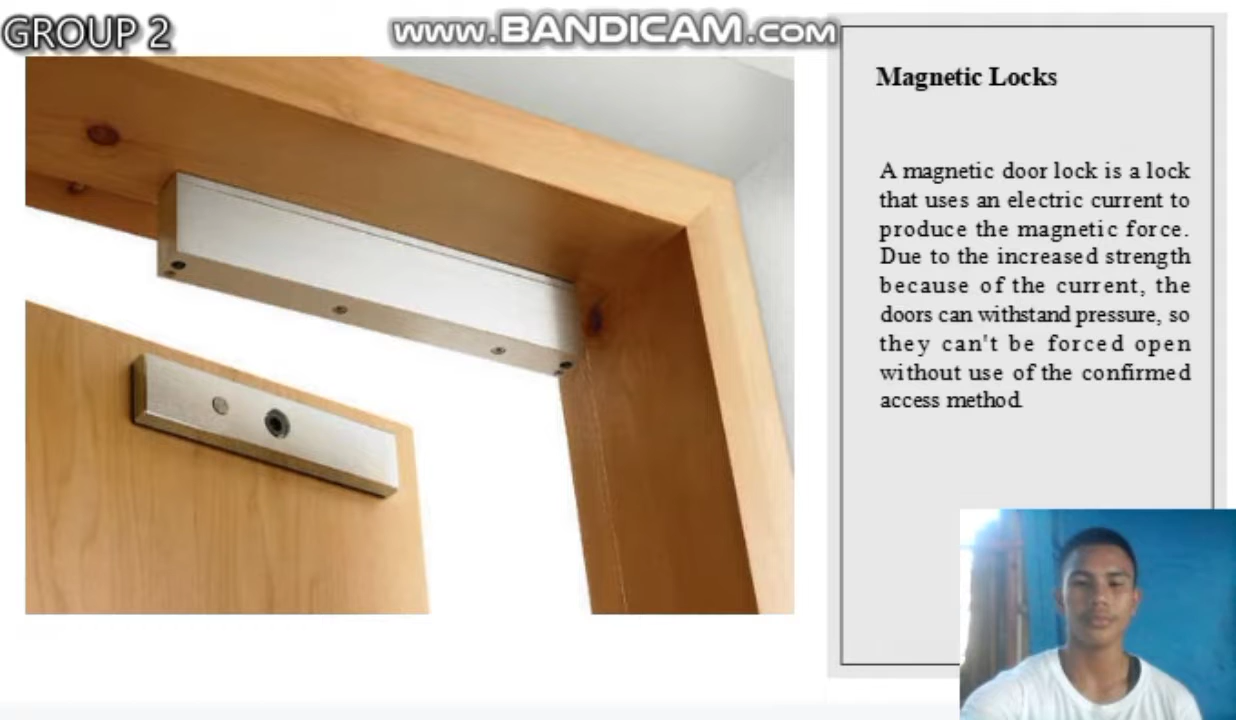 GROUP 2
www.BANDICAM.com
Magnetic Locks
A magnetic door lock is a lock
that uses an electric current to
produce the magnetic force.
Due to the increased strength
because of the current, the
doors can withstand pressure, so
they can't be forced open
without use of the confirmed
access method.